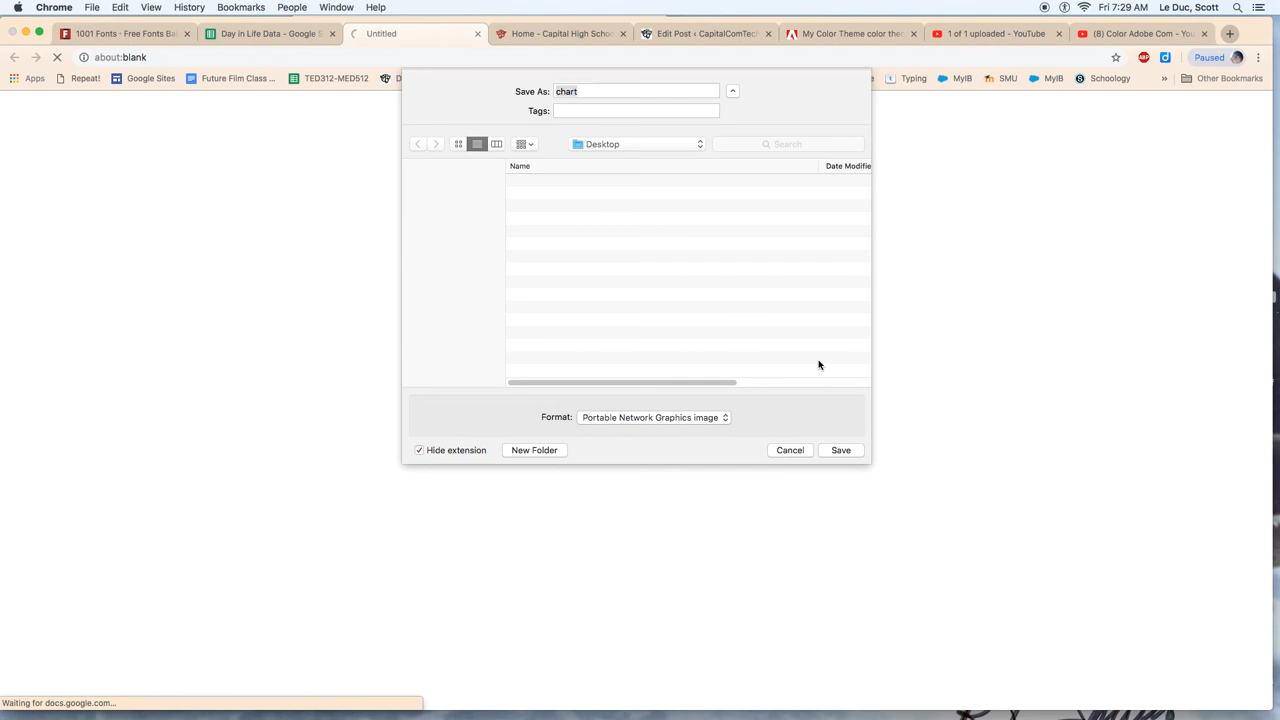 Chrome File Edit View History Bookmarks People Window Help Fri 7:29 AM Le Duc, Scott
1001 Fonts · Free Fonts Ba Day in Life Data - Google S Untitled Home - Capital High Schoo Edit Post ‹ CapitalComTech My Color Theme color the 1 of 1 uploaded - YouTube (8) Color Adobe Com - You
about:blank Paused
Apps Repeat! Google Sites Future Film Class ... TED312-MED512 D Typing MyIB SMU MyIB Schoology » Other Bookmarks
Save As: chart
Tags:
Desktop Search
Name Date Modifie
Format: Portable Network Graphics image
Hide extension New Folder Cancel Save
Waiting for docs.google.com...